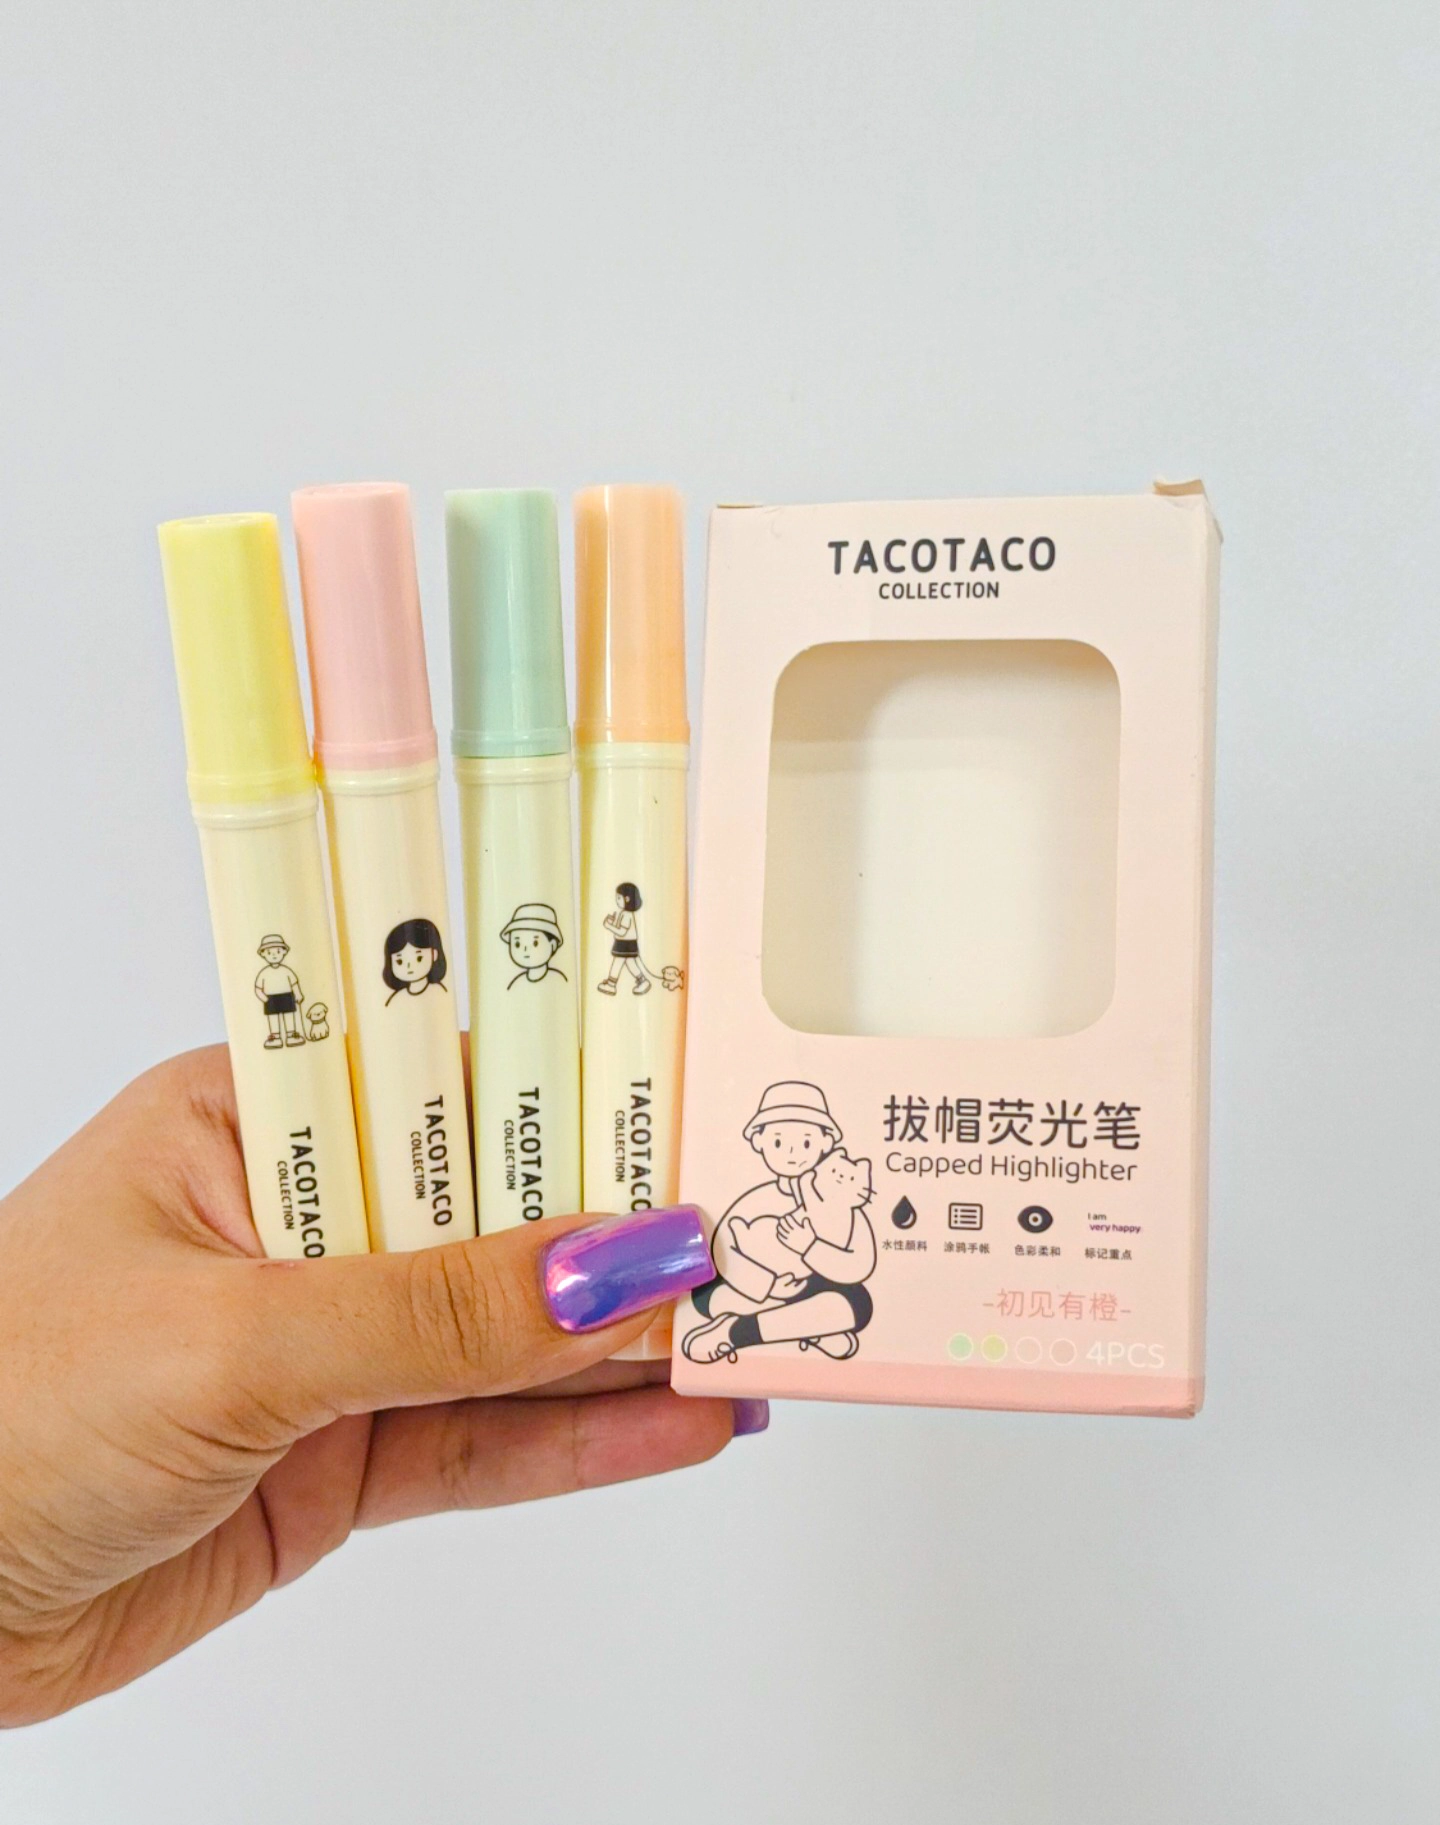 TACOTACO
COLLECTION
TACOTACO
COLLECTION
TACOTACO
COLLECTION
TACOTACO
COLLECTION
TACOTACO
COLLECTION
拔帽荧光笔
Capped Highlighter
I am
very happy.
水性颜料 涂鸦手帐 色彩柔和 标记重点
-初见有橙-
4PCS